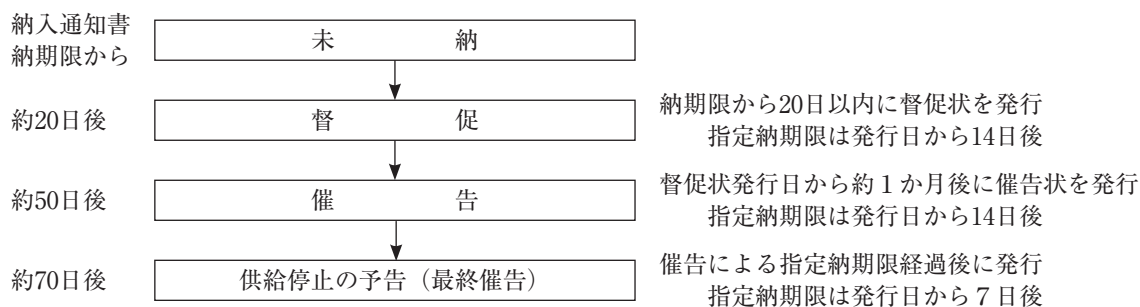 納入通知書
納期限から
未　　　納
約20日後
督　　　促
納期限から20日以内に督促状を発行
指定納期限は発行日から14日後
約50日後
催　　　告
督促状発行日から約１か月後に催告状を発行
指定納期限は発行日から14日後
約70日後
供給停止の予告（最終催告）
催告による指定納期限経過後に発行
指定納期限は発行日から７日後